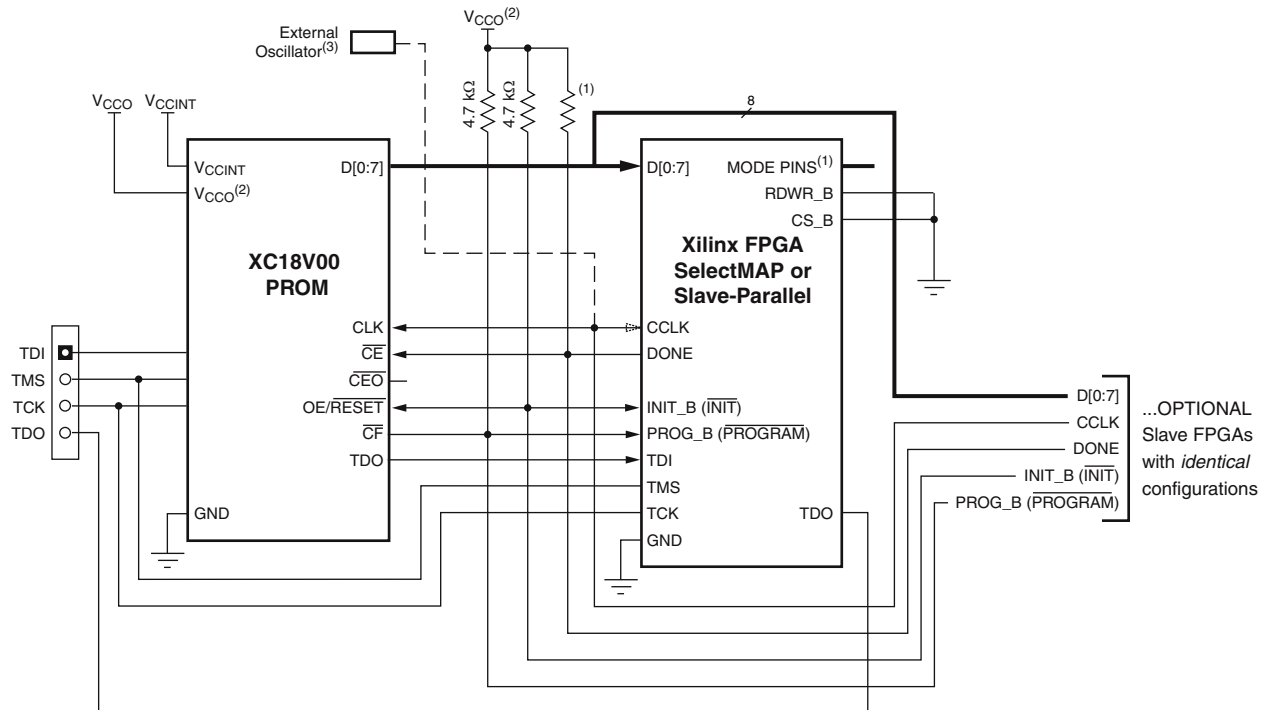 External
Oscillator(3)
VCCO(2)
4.7 kΩ
4.7 kΩ
(1)
8
VCCO
VCCINT
VCCINT
VCCO(2)
D[0:7]
XC18V00
PROM
CLK
CE
CEO
OE/RESET
CF
TDO
GND
TDI
TMS
TCK
TDO
D[0:7]
MODE PINS(1)
RDWR_B
CS_B
Xilinx FPGA
SelectMAP or
Slave-Parallel
CCLK
DONE
INIT_B (INIT)
PROG_B (PROGRAM)
TDI
TMS
TCK
TDO
GND
D[0:7]
CCLK
DONE
INIT_B (INIT)
PROG_B (PROGRAM)
...OPTIONAL
Slave FPGAs
with identical
configurations